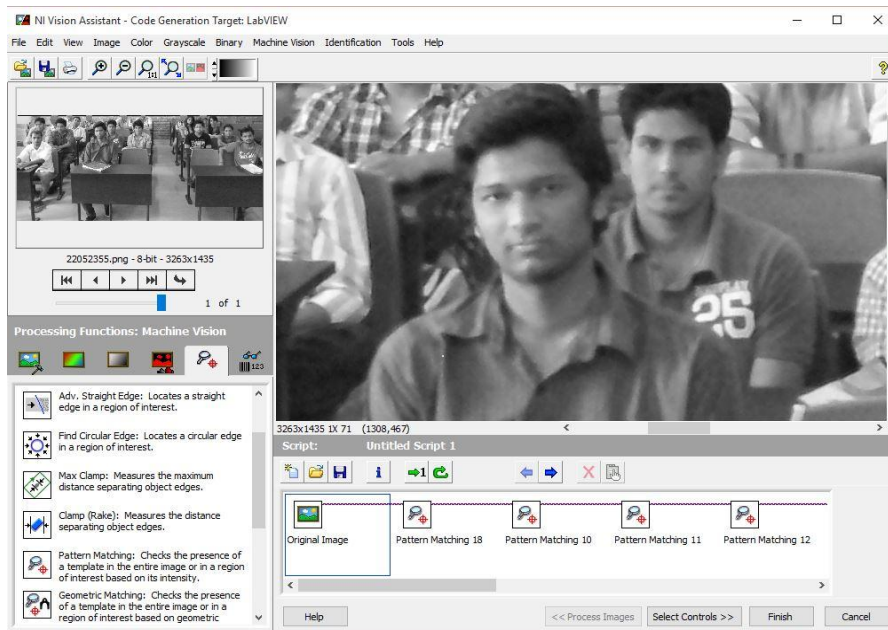 NI Vision Assistant - Code Generation Target: LabVIEW
File Edit View Image Color Grayscale Binary Machine Vision Identification Tools Help
1:1
?
22052355.png - 8-bit - 3263x1435
1 of 1
Processing Functions: Machine Vision
123
Adv. Straight Edge: Locates a straight
edge in a region of interest.
Find Circular Edge: Locates a circular edge
in a region of interest.
Max Clamp: Measures the maximum
distance separating object edges.
Clamp (Rake): Measures the distance
separating object edges.
Pattern Matching: Checks the presence of
a template in the entire image or in a region
of interest based on its intensity.
Geometric Matching: Checks the presence
of a template in the entire image or in a
region of interest based on geometric
25
3263x1435 1X 71 (1308,467)
Script: Untitled Script 1
i
1
Original Image
Pattern Matching 18
Pattern Matching 10
Pattern Matching 11
Pattern Matching 12
Help
<< Process Images
Select Controls >>
Finish
Cancel